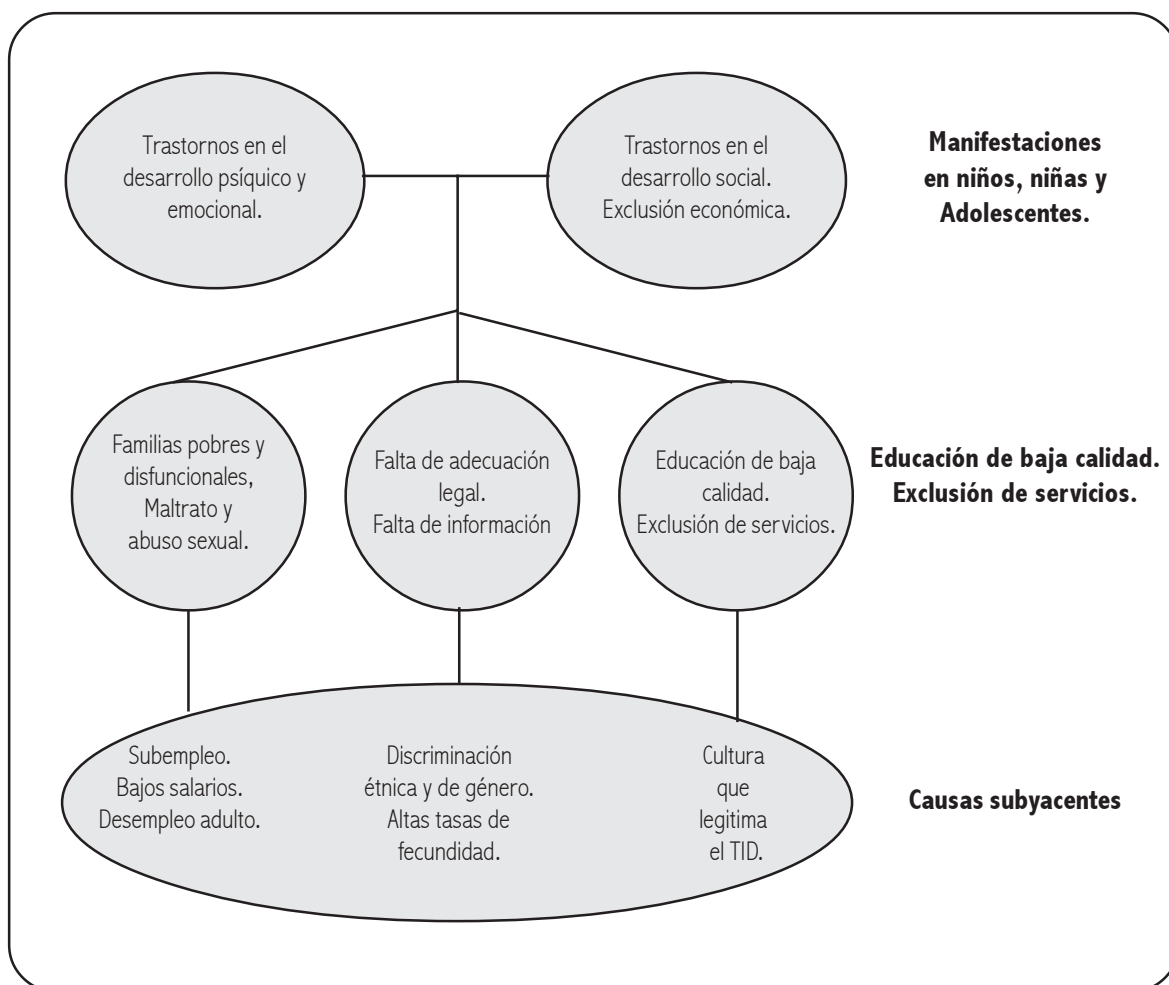 Trastornos en el
desarrollo psíquico y
emocional.
Trastornos en el
desarrollo social.
Exclusión económica.
Manifestaciones
en niños, niñas y
Adolescentes.
Familias pobres y
disfuncionales,
Maltrato y
abuso sexual.
Falta de adecuación
legal.
Falta de información
Educación de baja
calidad.
Exclusión de servicios.
Educación de baja calidad.
Exclusión de servicios.
Subempleo.
Bajos salarios.
Desempleo adulto.
Discriminación
étnica y de género.
Altas tasas de
fecundidad.
Cultura
que
legitima
el TID.
Causas subyacentes